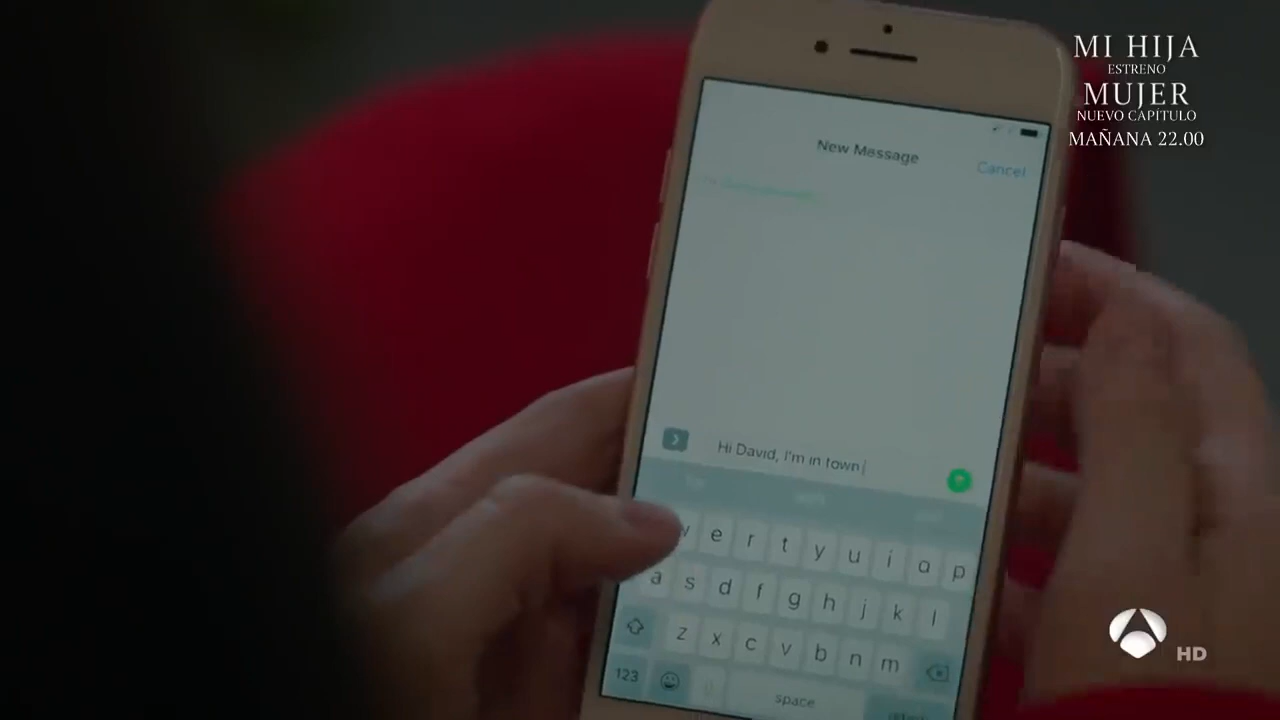 MI HIJA
ESTRENO
MUJER
NUEVO CAPÍTULO
MAÑANA 22.00
New Message
Cancel
Hi David, I'm in town
e r t y u i o p
a s d f g h j k l
z x c v b n m
123
space
HD